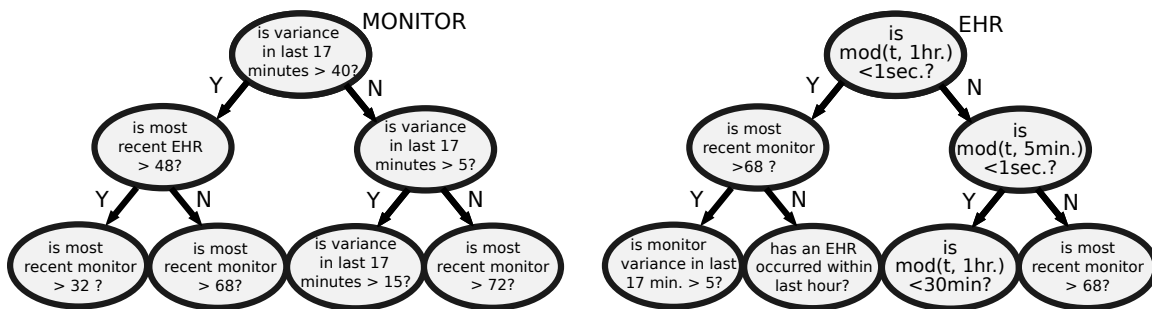 MONITOR
is variance
in last 17
minutes > 40?
Y
N
is most
recent EHR
> 48?
is variance
in last 17
minutes > 5?
Y
N
Y
N
is most
recent monitor
> 32 ?
is most
recent monitor
> 68?
is variance
in last 17
minutes > 15?
is most
recent monitor
> 72?
EHR
is
mod(t, 1hr.)
<1sec.?
Y
N
is most
recent monitor
>68 ?
is
mod(t, 5min.)
<1sec.?
Y
N
Y
N
is monitor
variance in last
17 min. > 5?
has an EHR
occurred within
last hour?
is
mod(t, 1hr.)
<30min?
is most
recent monitor
> 68?